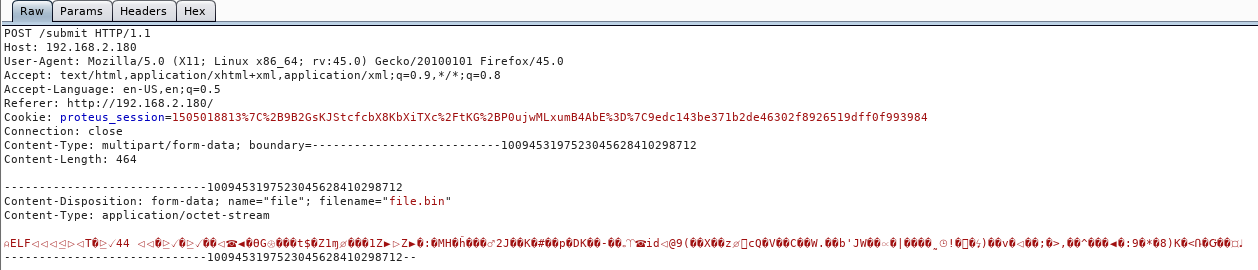 Raw Params Headers Hex
POST /submit HTTP/1.1
Host: 192.168.2.180
User-Agent: Mozilla/5.0 (X11; Linux x86_64; rv:45.0) Gecko/20100101 Firefox/45.0
Accept: text/html,application/xhtml+xml,application/xml;q=0.9,*/*;q=0.8
Accept-Language: en-US,en;q=0.5
Referer: http://192.168.2.180/
Cookie: proteus_session=1505018813%7C%2B9B2GsKJStcfcbX8KbXiTXc%2FtKG%2BP0ujwMLxumB4AbE%3D%7C9edc143be371b2de46302f8926519dff0f993984
Connection: close
Content-Type: multipart/form-data; boundary=---------------------------1009453197523045628410298712
Content-Length: 464
---------------------------1009453197523045628410298712
Content-Disposition: form-data; name="file"; filename="file.bin"
Content-Type: application/octet-stream
ELF
---------------------------1009453197523045628410298712--